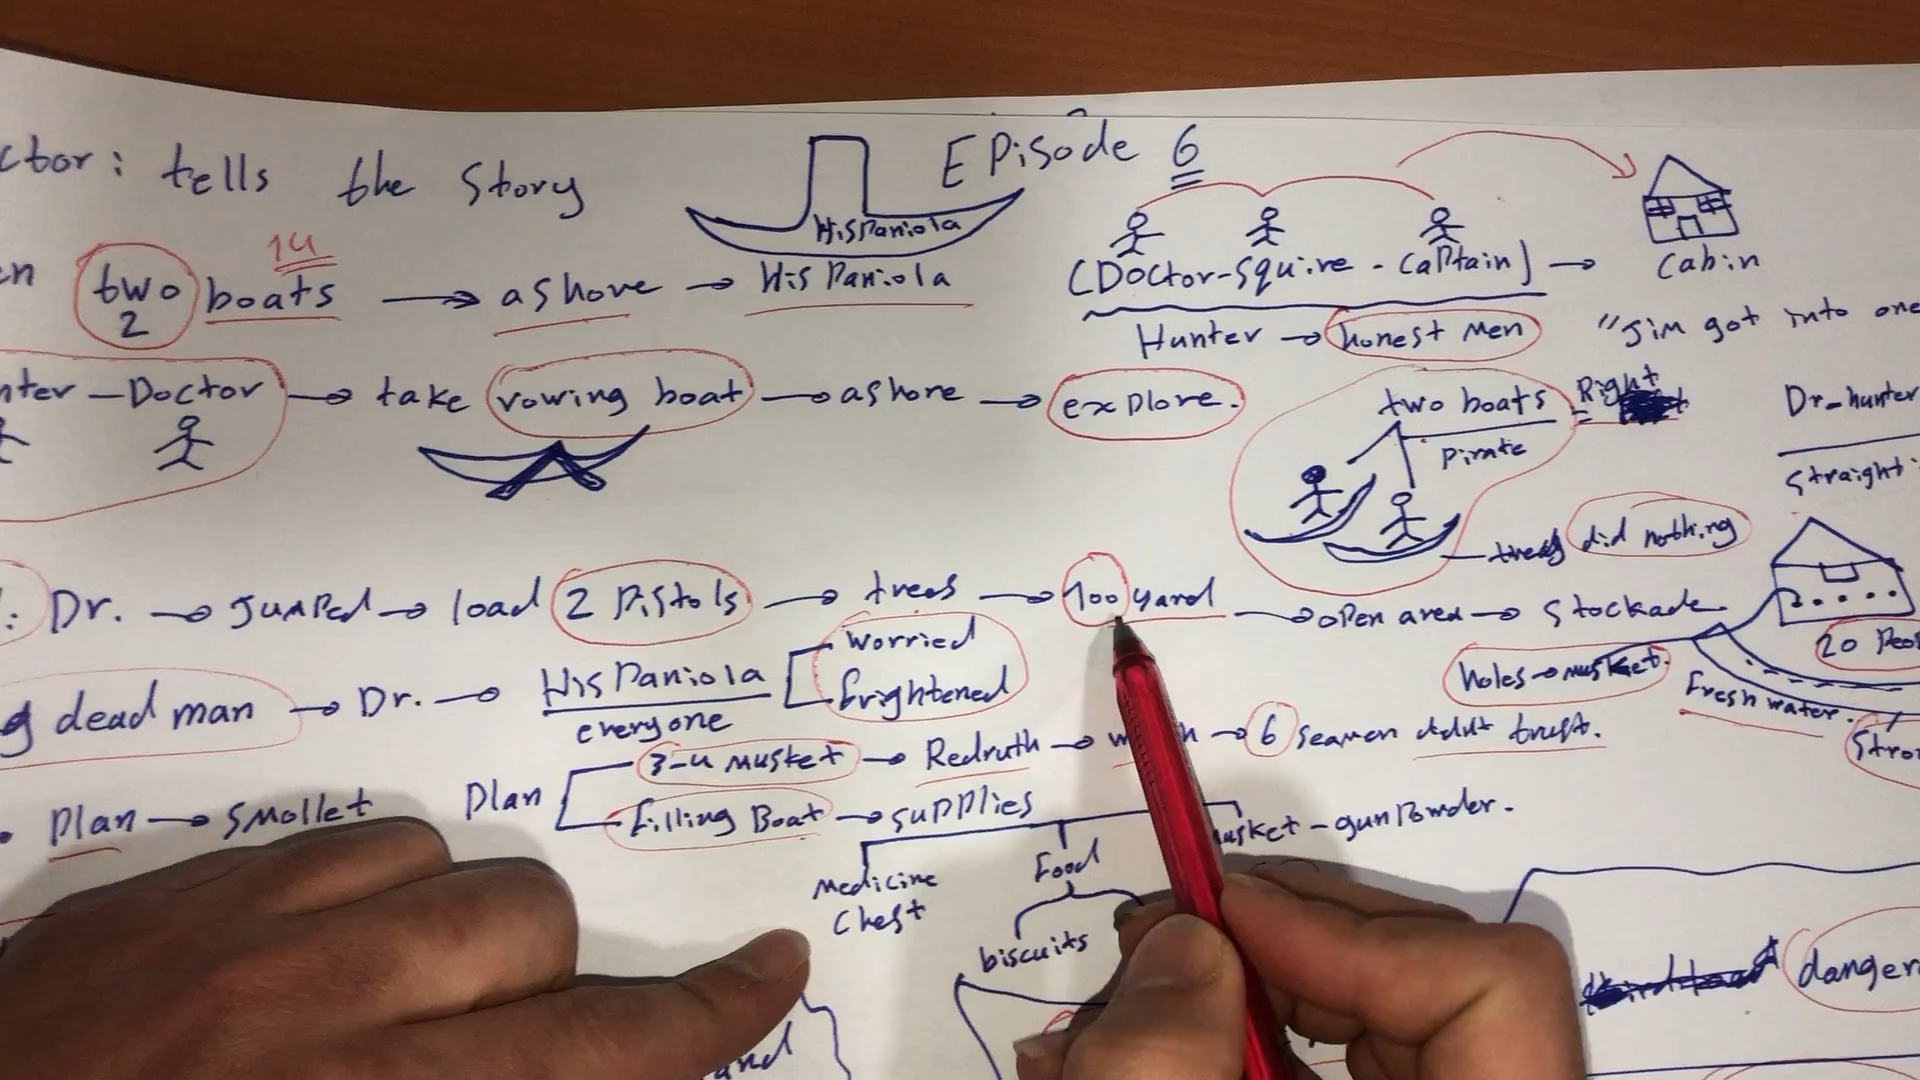 Episode 6
ctor: tells the Story
Hispaniola
14
two boats → ashore → Hispaniola
2
(Doctor-Squire-Captain) → Cabin
Hunter → honest men
"Jim got into one
nter - Doctor → take rowing boat → ashore → explore.
two boats = Right
Pirate
Dr-hunter
Straight
did nothing
Dr. → Jumped → load 2 Pistols → trees → 100 yard → open area → Stockade
20 Peo
holes → musket.
Fresh water.
Stro
g dead man → Dr. → Hispaniola
everyone
worried
frightened
Plan
3-4 musket → Redruth → → 6 seamen didn't trust.
filling Boat → supplies
Plan → Smollet
Medicine Chest
Food
musket - gunpowder.
biscuits
danger
and